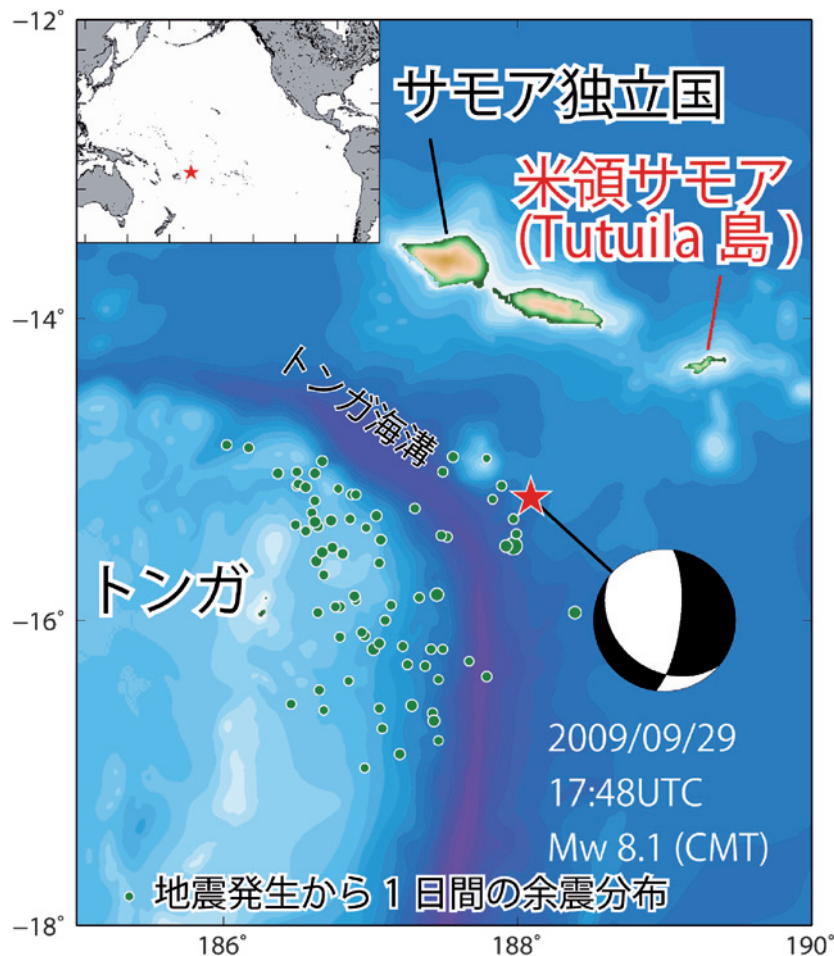 −12°
サモア独立国
米領サモア
(Tutuila 島 )
−14°
トンガ海溝
トンガ
−16°
2009/09/29
17:48UTC
Mw 8.1 (CMT)
地震発生から 1 日間の余震分布
−18°
186°
188°
190°